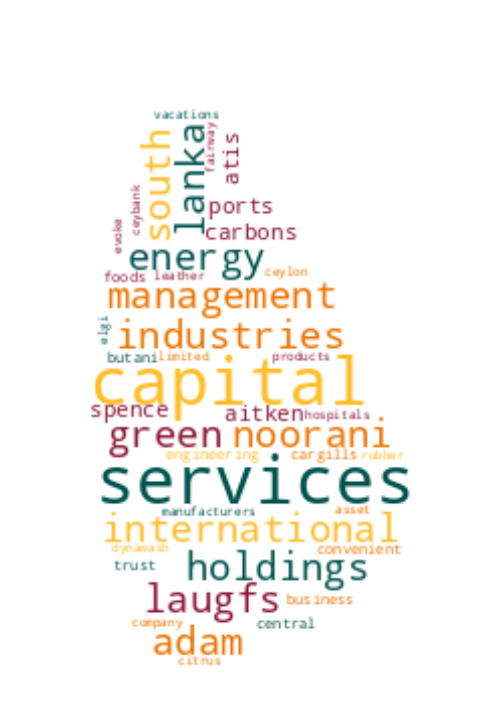 vacations
south
lanka
fairway
atis
ceybank
evoke
ports
carbons
energy
ceylon
foods leather
management
elgi
industries
butani limited products
capital
spence aitken hospitals
green noorani
engineering cargills rubber
services
manufacturers asset
international
dynawash convenient
trust holdings
laugfs business
company central
adam
citrus